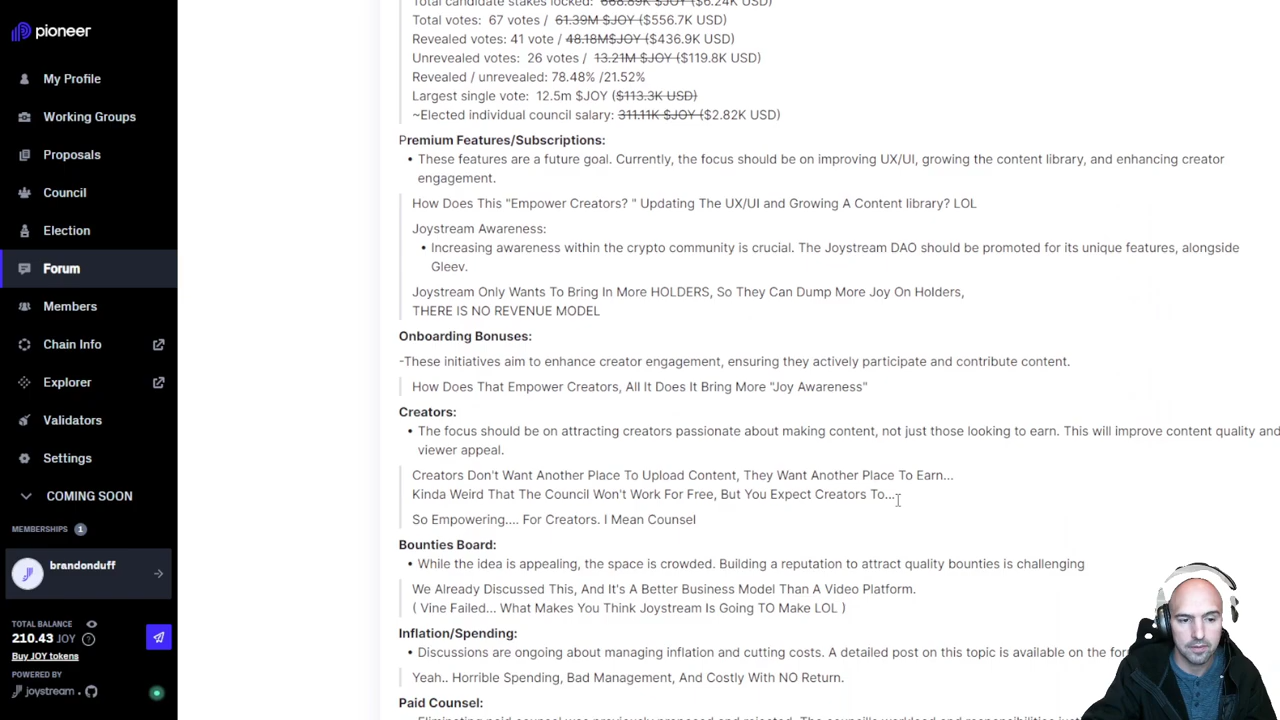 pioneer
My Profile
Working Groups
Proposals
Council
Election
Forum
Members
Chain Info
Explorer
Validators
Settings
COMING SOON
MEMBERSHIPS 1
brandonduff
TOTAL BALANCE
210.43 JOY ?
Buy JOY tokens
POWERED BY
joystream
Total candidate stakes locked: 668.89K $JOY ($6.24K USD)
Total votes: 67 votes / 61.39M $JOY ($556.7K USD)
Revealed votes: 41 vote / 48.18M$JOY ($436.9K USD)
Unrevealed votes: 26 votes / 13.21M $JOY ($119.8K USD)
Revealed / unrevealed: 78.48% /21.52%
Largest single vote: 12.5m $JOY ($113.3K USD)
~Elected individual council salary: 311.11K $JOY ($2.82K USD)
Premium Features/Subscriptions:
• These features are a future goal. Currently, the focus should be on improving UX/UI, growing the content library, and enhancing creator
engagement.
How Does This "Empower Creators? " Updating The UX/UI and Growing A Content library? LOL
Joystream Awareness:
• Increasing awareness within the crypto community is crucial. The Joystream DAO should be promoted for its unique features, alongside
Gleev.
Joystream Only Wants To Bring In More HOLDERS, So They Can Dump More Joy On Holders,
THERE IS NO REVENUE MODEL
Onboarding Bonuses:
-These initiatives aim to enhance creator engagement, ensuring they actively participate and contribute content.
How Does That Empower Creators, All It Does It Bring More "Joy Awareness"
Creators:
• The focus should be on attracting creators passionate about making content, not just those looking to earn. This will improve content quality and
viewer appeal.
Creators Don't Want Another Place To Upload Content, They Want Another Place To Earn...
Kinda Weird That The Council Won't Work For Free, But You Expect Creators To...
So Empowering.... For Creators. I Mean Counsel
Bounties Board:
• While the idea is appealing, the space is crowded. Building a reputation to attract quality bounties is challenging
We Already Discussed This, And It's A Better Business Model Than A Video Platform.
( Vine Failed... What Makes You Think Joystream Is Going TO Make LOL )
Inflation/Spending:
• Discussions are ongoing about managing inflation and cutting costs. A detailed post on this topic is available on the
Yeah.. Horrible Spending, Bad Management, And Costly With NO Return.
Paid Counsel: